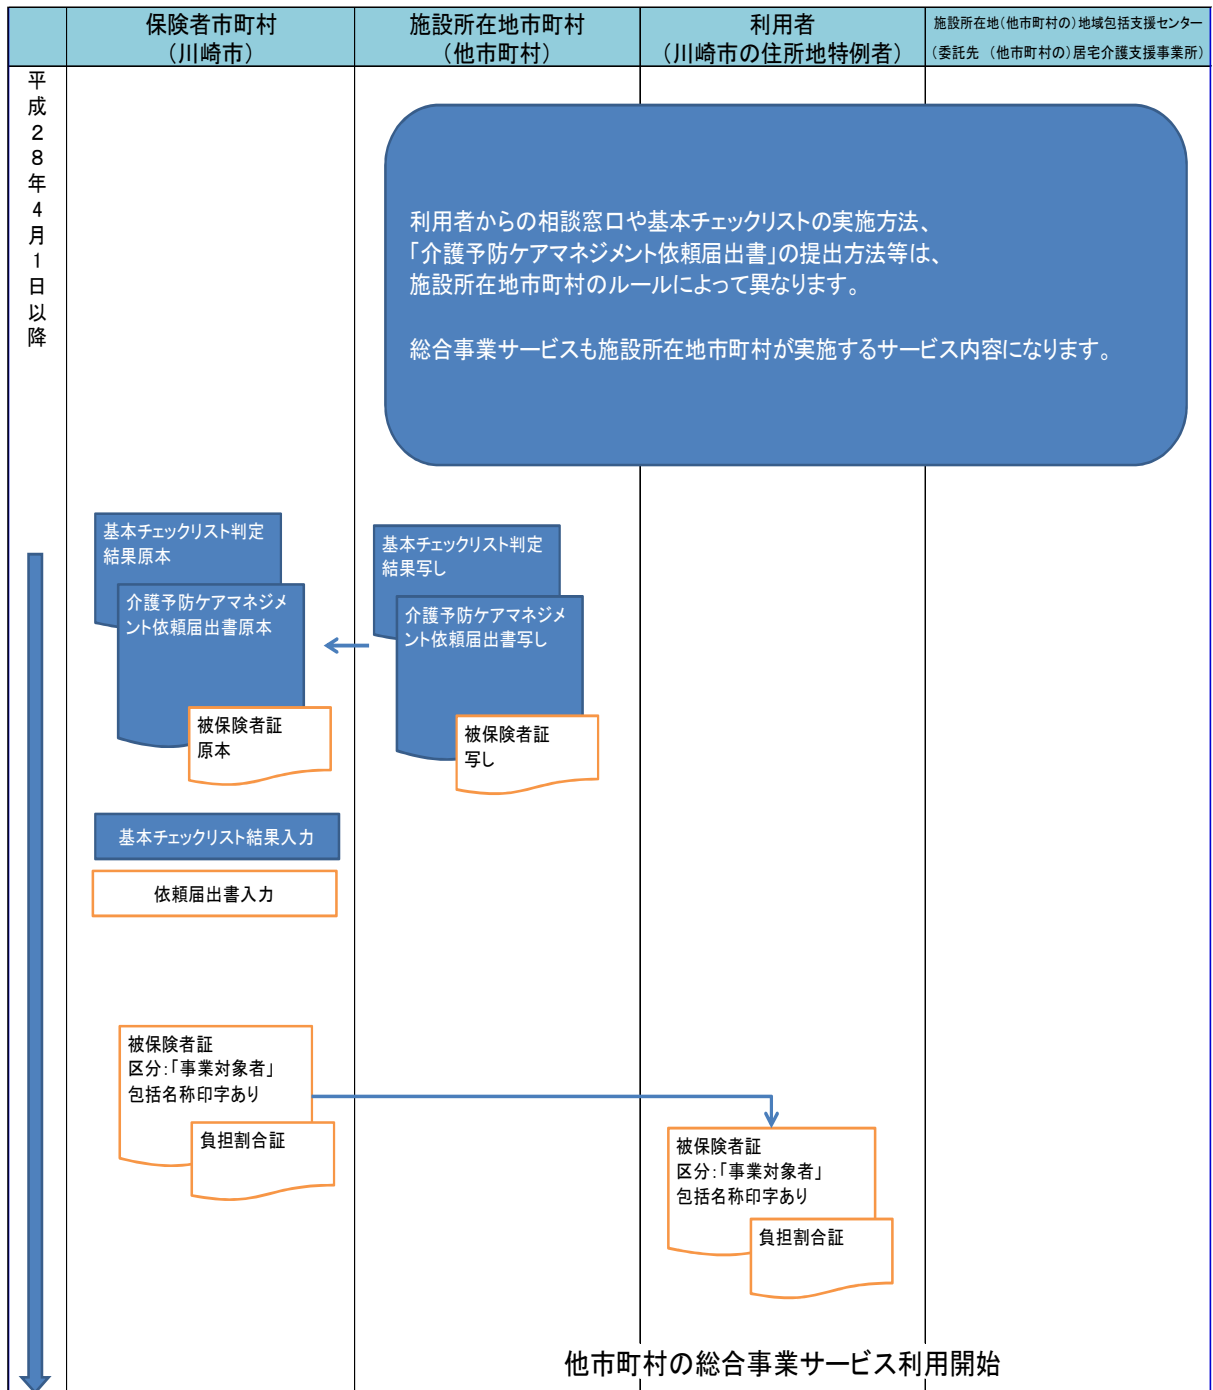 保険者市町村
（川崎市）
施設所在地市町村
（他市町村）
利用者
（川崎市の住所地特例者）
施設所在地（他市町村の）地域包括支援センター
（委託先　（他市町村の）居宅介護支援事業所）
平成２８年４月１日以降
利用者からの相談窓口や基本チェックリストの実施方法、
「介護予防ケアマネジメント依頼届出書」の提出方法等は、
施設所在地市町村のルールによって異なります。
総合事業サービスも施設所在地市町村が実施するサービス内容になります。
基本チェックリスト判定
結果原本
介護予防ケアマネジメ
ント依頼届出書原本
被保険者証
原本
基本チェックリスト判定
結果写し
介護予防ケアマネジメ
ント依頼届出書写し
被保険者証
写し
基本チェックリスト結果入力
依頼届出書入力
被保険者証
区分：「事業対象者」
包括名称印字あり
負担割合証
被保険者証
区分：「事業対象者」
包括名称印字あり
負担割合証
他市町村の総合事業サービス利用開始